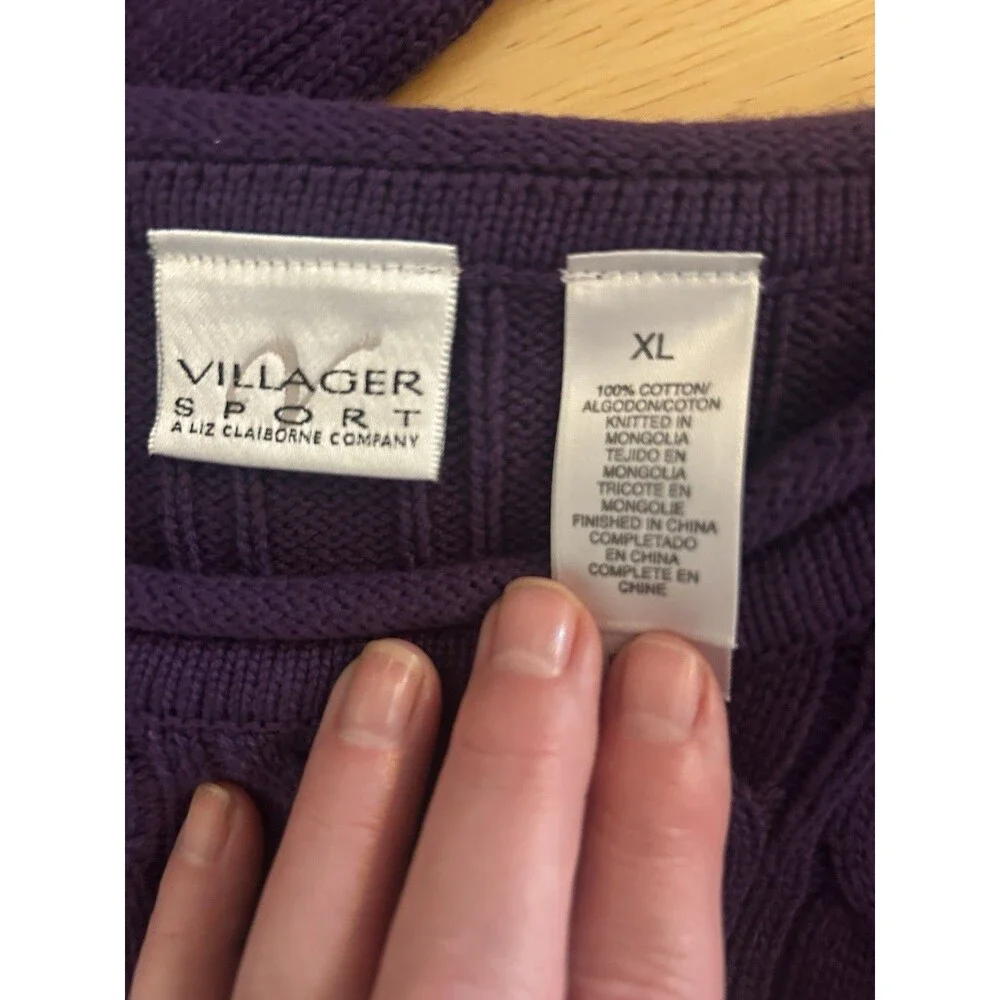 VILLAGER
SPORT
A LIZ CLAIBORNE COMPANY
XL
100% COTTON/
ALGODON/COTON
KNITTED IN
MONGOLIA
TEJIDO EN
MONGOLIA
TRICOTE EN
MONGOLIE
FINISHED IN CHINA
COMPLETADO
EN CHINA
COMPLETE EN
CHINE